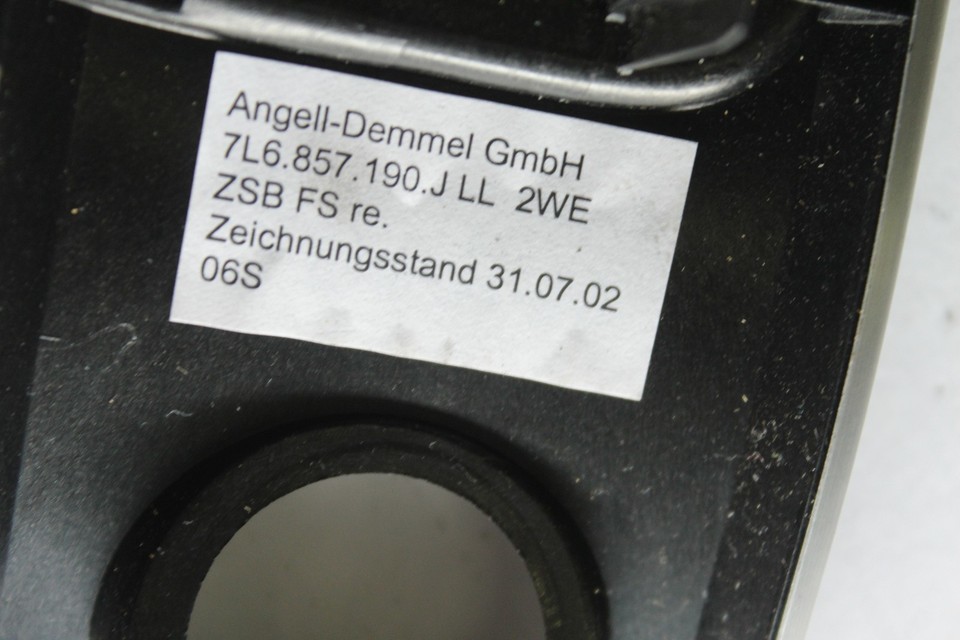 Angell-Demmel GmbH
7L6.857.190.J LL 2WE
ZSB FS re.
Zeichnungsstand 31.07.02
06S